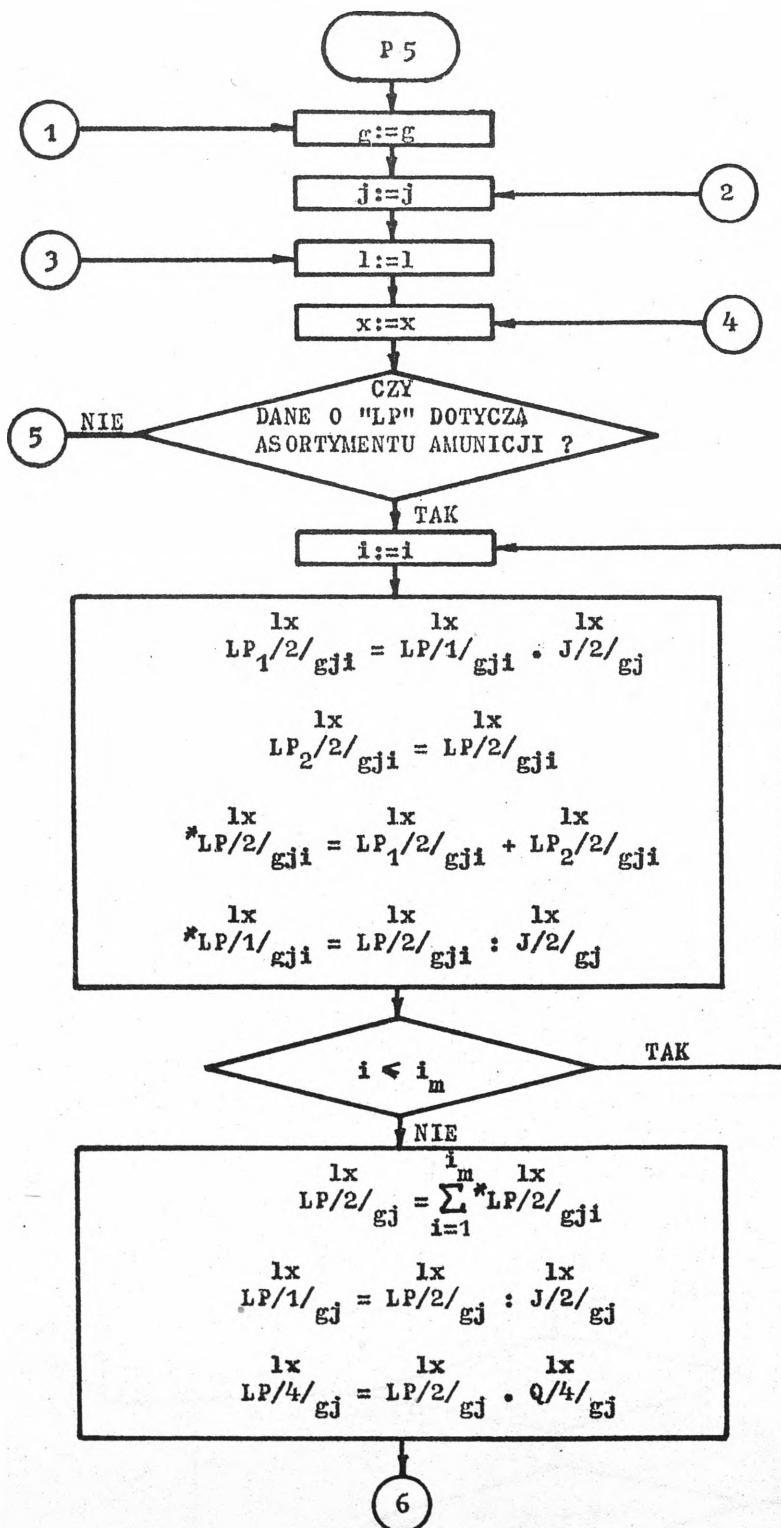 P 5
1
g:=g
j:=j
2
3
l:=l
x:=x
4
CZY
DANE O "LP" DOTYCZĄ
ASORTYMENTU AMUNICJI ?
5
NIE
TAK
i:=i
lx lx lx
LP₁/2/gji = LP/1/gji . J/2/gj
lx lx
LP₂/2/gji = LP/2/gji
lx lx lx
*LP/2/gji = LP₁/2/gji + LP₂/2/gji
lx lx lx
*LP/1/gji = LP/2/gji : J/2/gj
i ⩽ i_m
TAK
NIE
lx i_m lx
LP/2/gj = Σ *LP/2/gji
i=1
lx lx lx
LP/1/gj = LP/2/gj : J/2/gj
lx lx lx
LP/4/gj = LP/2/gj . Q/4/gj
6